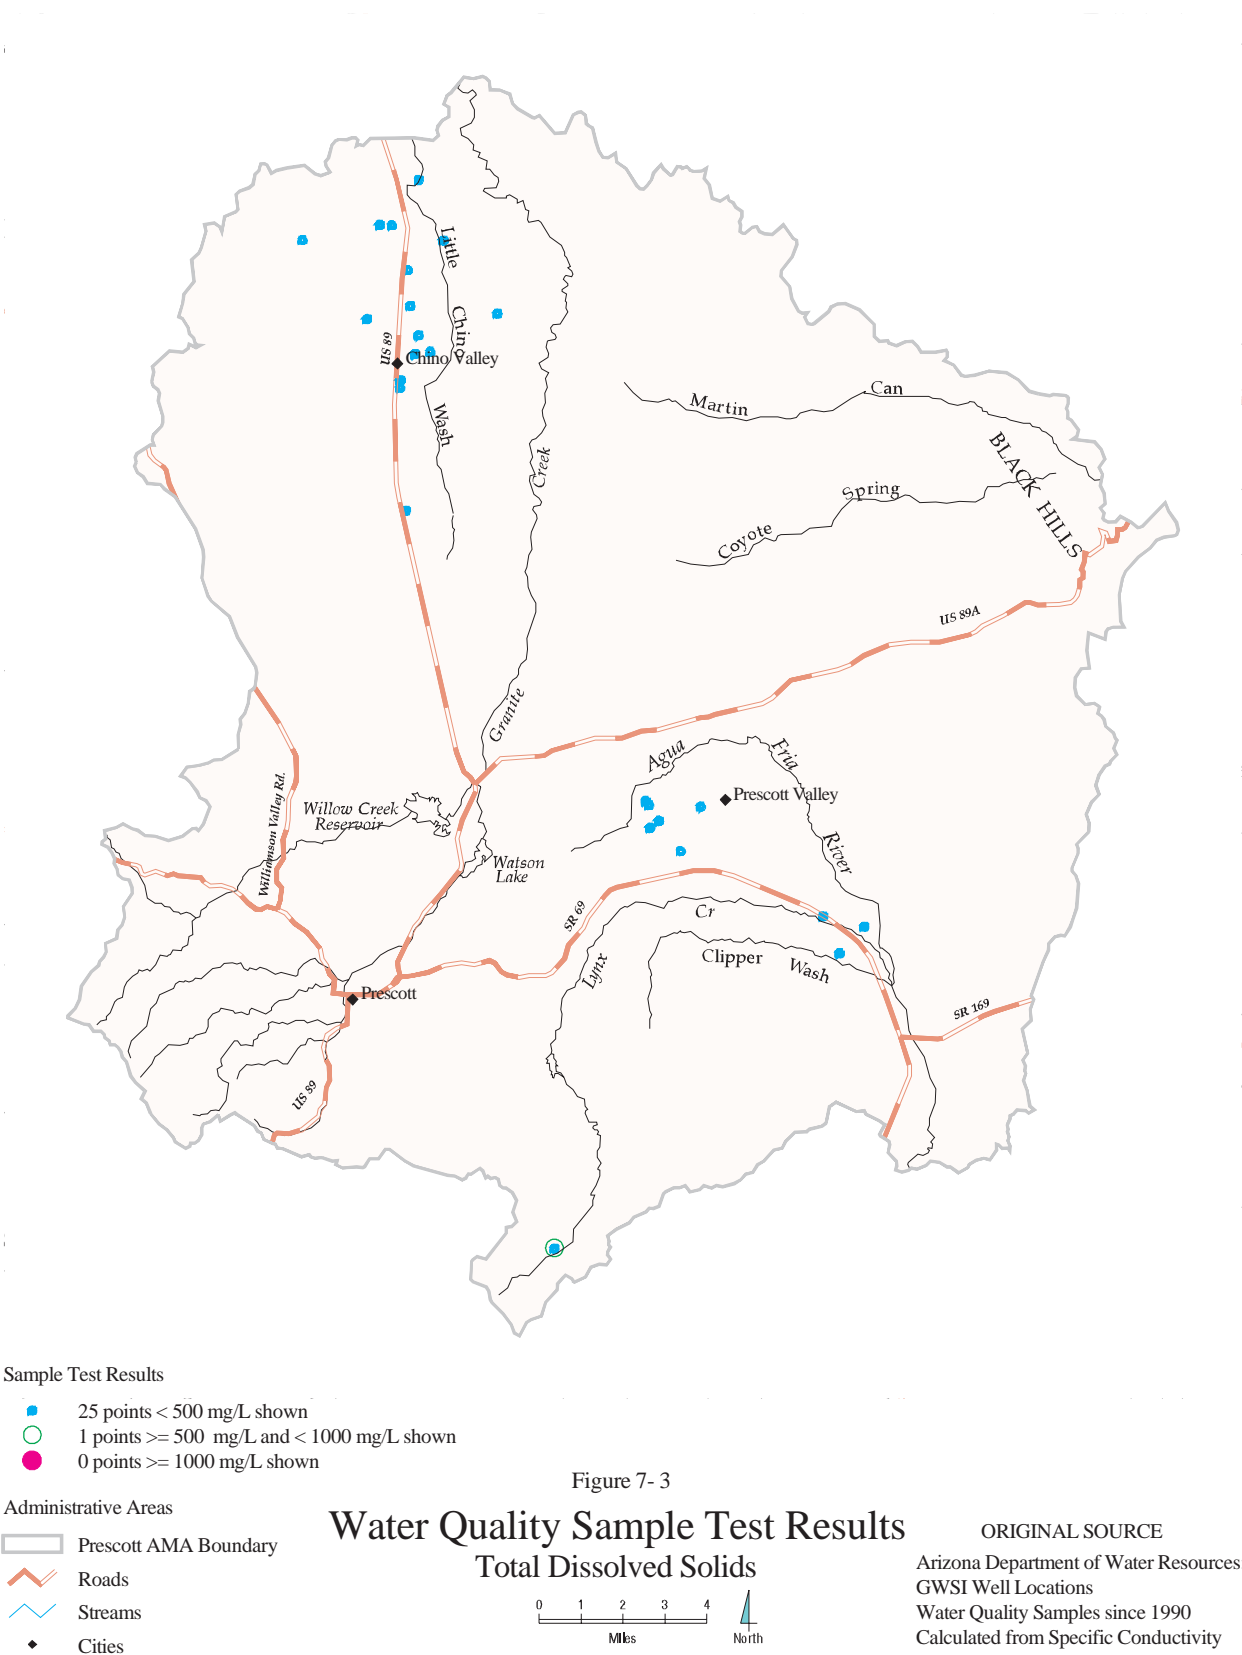 Little
Chino
Wash
US 89
Chino Valley
Creek
Granite
Martin
Can
Spring
Coyote
BLACK HILLS
US 89A
Agua
Fria
River
Prescott Valley
Willow Creek
Reservoir
Williamson Valley Rd.
Watson
Lake
SR 69
Lynx
Cr
Clipper
Wash
Prescott
SR 169
US 89
Sample Test Results
25 points < 500 mg/L shown
1 points >= 500 mg/L and < 1000 mg/L shown
0 points >= 1000 mg/L shown
Administrative Areas
Prescott AMA Boundary
Roads
Streams
Cities
Figure 7- 3
Water Quality Sample Test Results
Total Dissolved Solids
0 1 2 3 4
Miles
North
ORIGINAL SOURCE
Arizona Department of Water Resources
GWSI Well Locations
Water Quality Samples since 1990
Calculated from Specific Conductivity